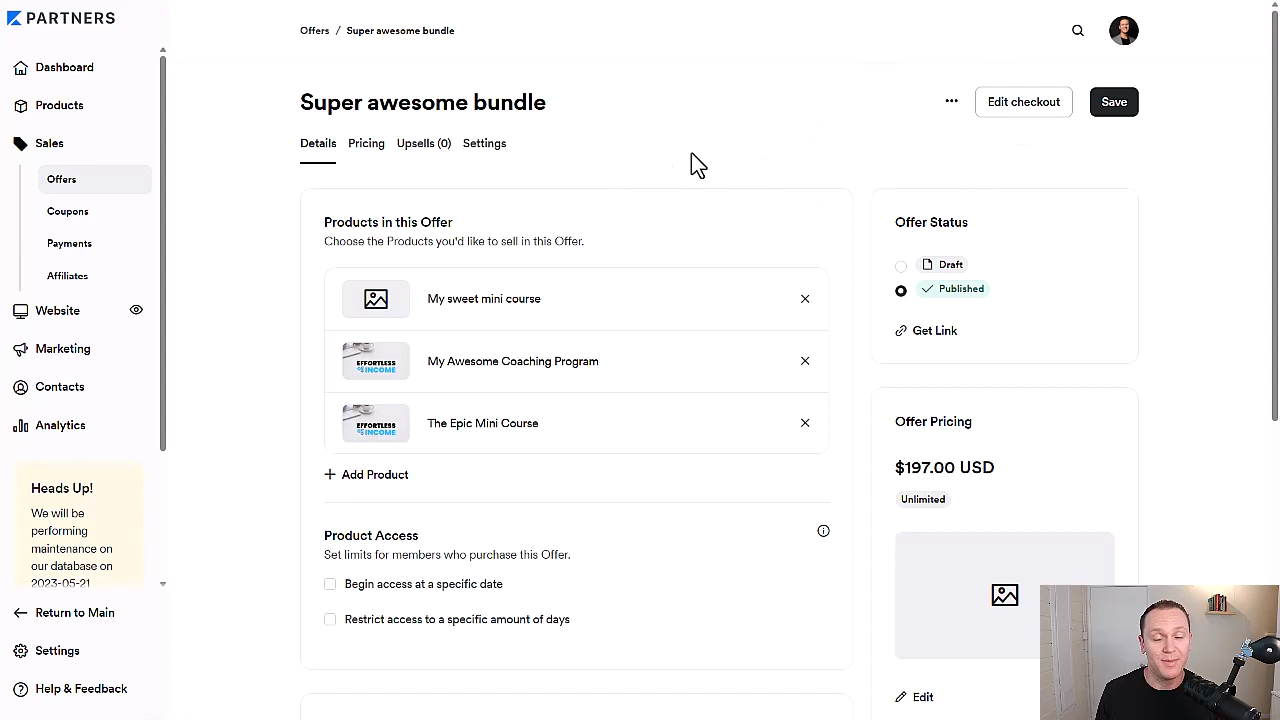 PARTNERS
Dashboard
Products
Sales
Offers
Coupons
Payments
Affiliates
Website
Marketing
Contacts
Analytics
Heads Up!
We will be
performing
maintenance on
our database on
2023-05-21
Return to Main
Settings
Help & Feedback
Offers / Super awesome bundle
Super awesome bundle
Edit checkout
Save
Details
Pricing
Upsells (0)
Settings
Products in this Offer
Choose the Products you'd like to sell in this Offer.
My sweet mini course
EFFORTLESS
INCOME
My Awesome Coaching Program
EFFORTLESS
INCOME
The Epic Mini Course
+ Add Product
Product Access
Set limits for members who purchase this Offer.
Begin access at a specific date
Restrict access to a specific amount of days
Offer Status
Draft
Published
Get Link
Offer Pricing
$197.00 USD
Unlimited
Edit